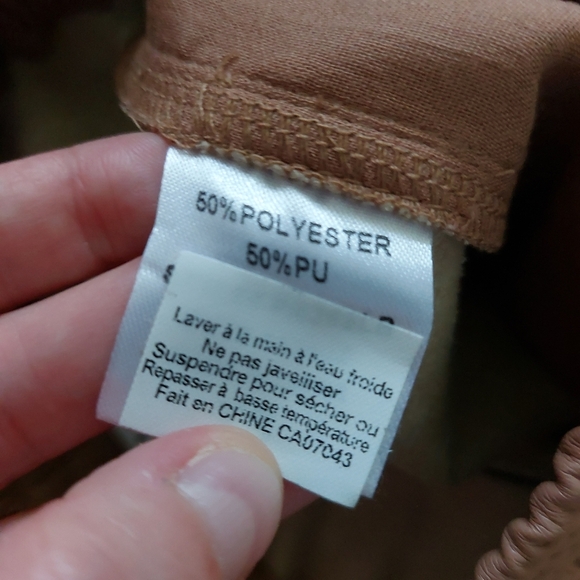 50%POLYESTER
50%PU
Laver à la main à l'eau froide
Ne pas javelliser
Suspendre pour sécher ou
Repasser à basse température
Fait en CHINE CA07043